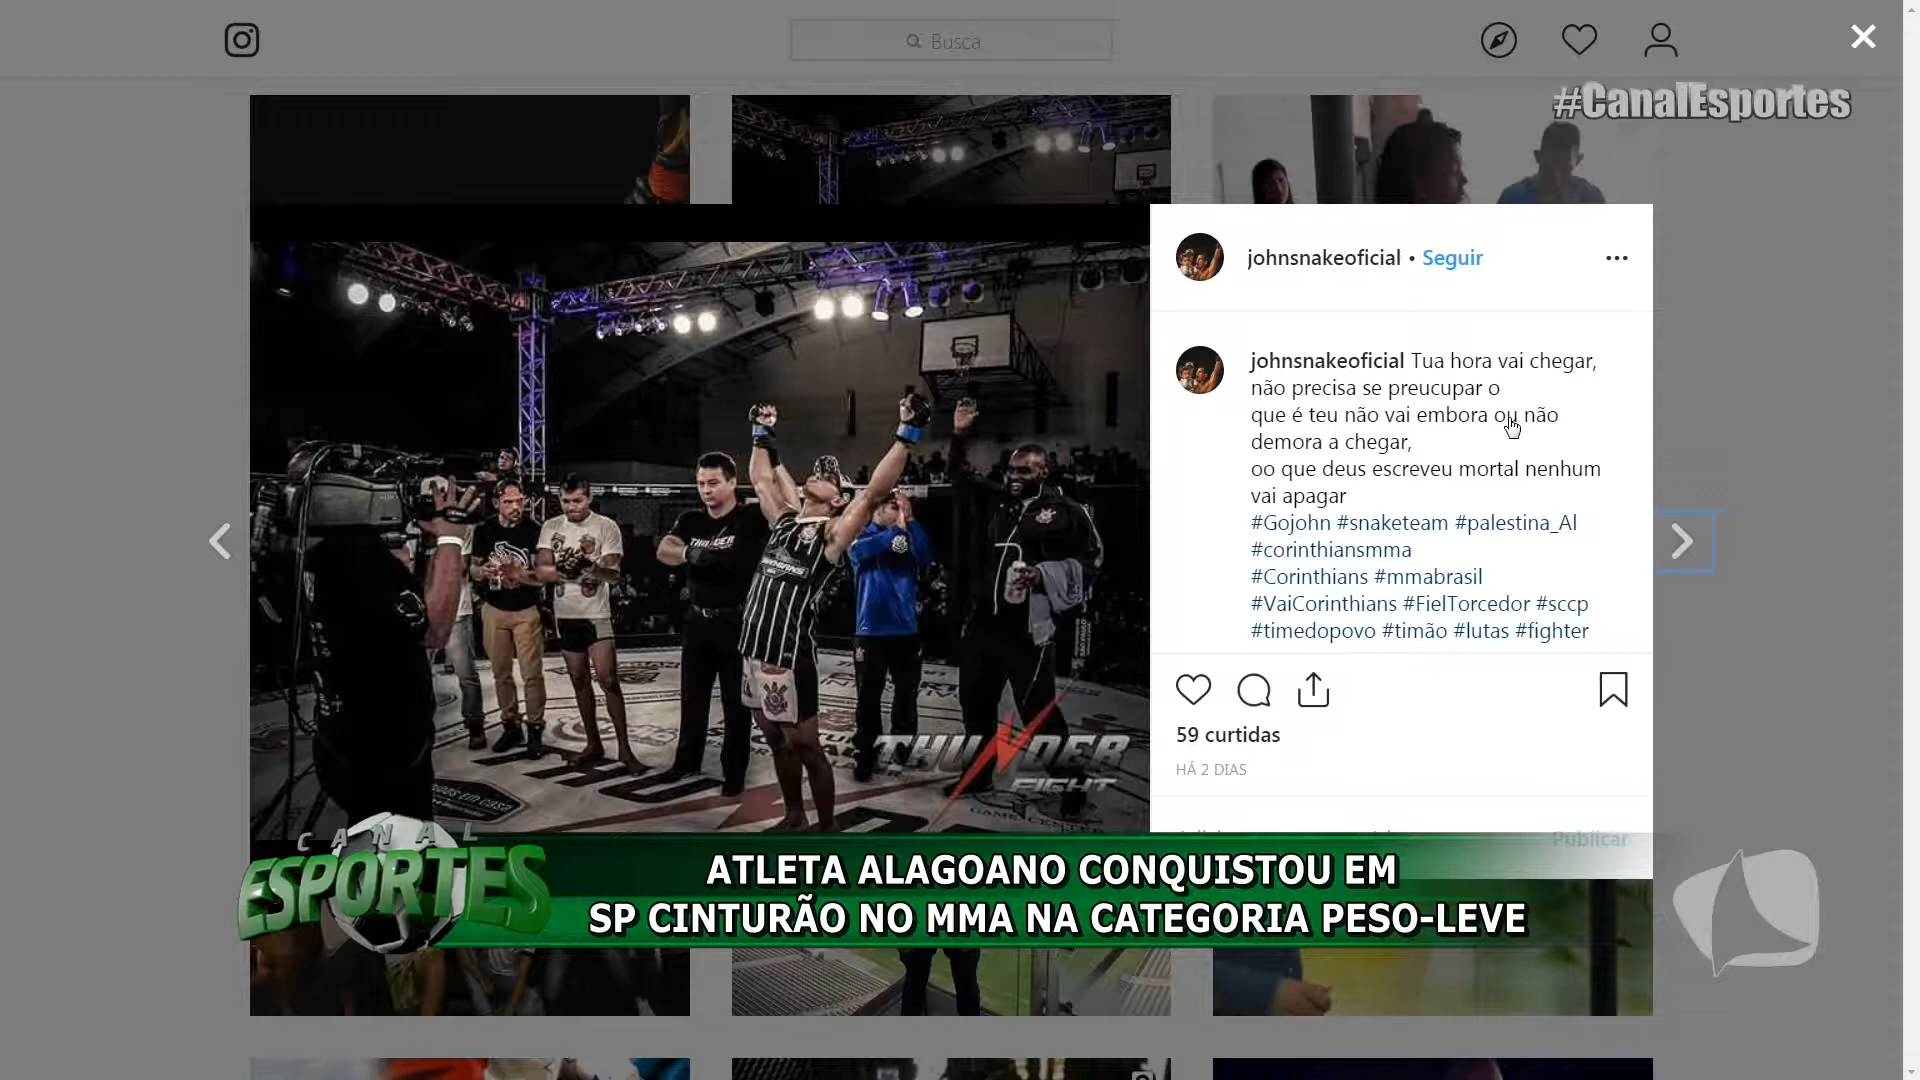 Busca
#CanalEsportes
johnsnakeoficial • Seguir
johnsnakeoficial Tua hora vai chegar,
não precisa se preucupar o
que é teu não vai embora ou não
demora a chegar,
oo que deus escreveu mortal nenhum
vai apagar
#Gojohn #snaketeam #palestina_Al
#corinthiansmma
#Corinthians #mmabrasil
#VaiCorinthians #FielTorcedor #sccp
#timedopovo #timão #lutas #fighter
59 curtidas
HÁ 2 DIAS
Publicar
THUNDER
THUNDER
FIGHT
GAME CENTER
CANAL
ESPORTES
ATLETA ALAGOANO CONQUISTOU EM
SP CINTURÃO NO MMA NA CATEGORIA PESO-LEVE